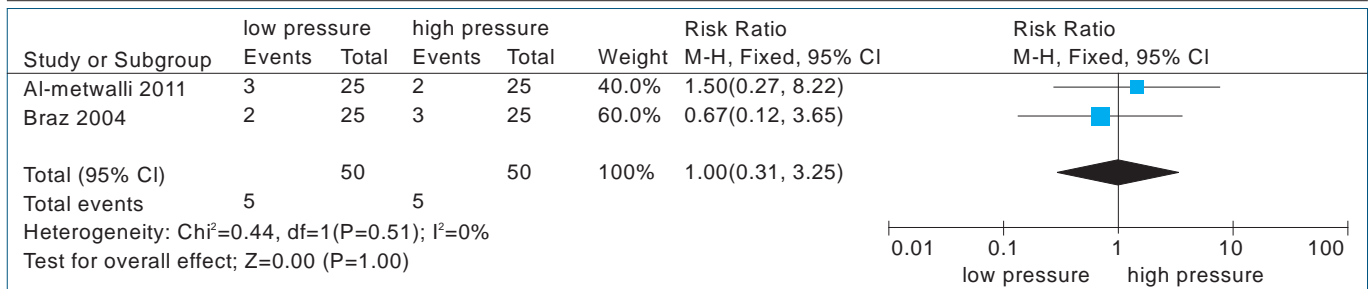 low pressure high pressure Risk Ratio Risk Ratio
Study or Subgroup Events Total Events Total Weight M-H, Fixed, 95% CI M-H, Fixed, 95% CI
Al-metwalli 2011 3 25 2 25 40.0% 1.50(0.27, 8.22)
Braz 2004 2 25 3 25 60.0% 0.67(0.12, 3.65)
Total (95% CI) 50 50 100% 1.00(0.31, 3.25)
Total events 5 5
Heterogeneity: Chi²=0.44, df=1(P=0.51); I²=0%
Test for overall effect; Z=0.00 (P=1.00)
0.01 0.1 1 10 100
low pressure high pressure